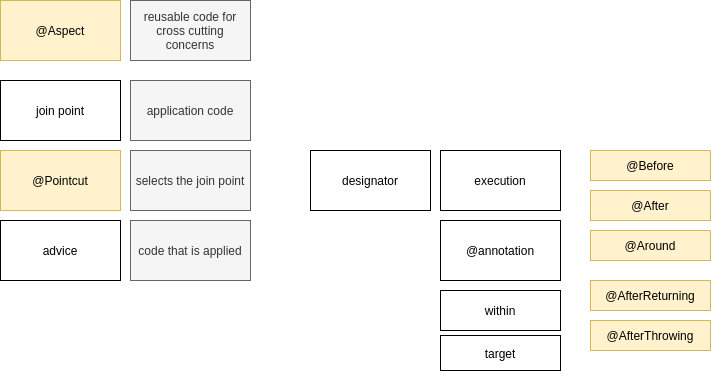 @Aspect
reusable code for
cross cutting
concerns
join point
application code
@Pointcut
selects the join point
designator
execution
@Before
@After
advice
code that is applied
@annotation
@Around
within
@AfterReturning
target
@AfterThrowing